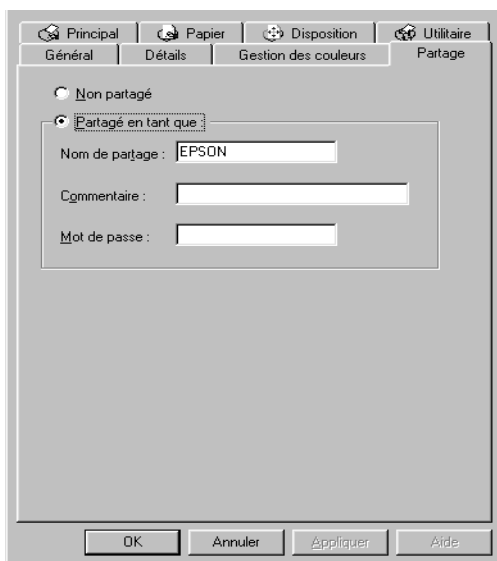 Principal Papier Disposition Utilitaire
Général Détails Gestion des couleurs Partage
Non partagé
Partagé en tant que :
Nom de partage : EPSON
Commentaire :
Mot de passe :
OK Annuler Appliquer Aide